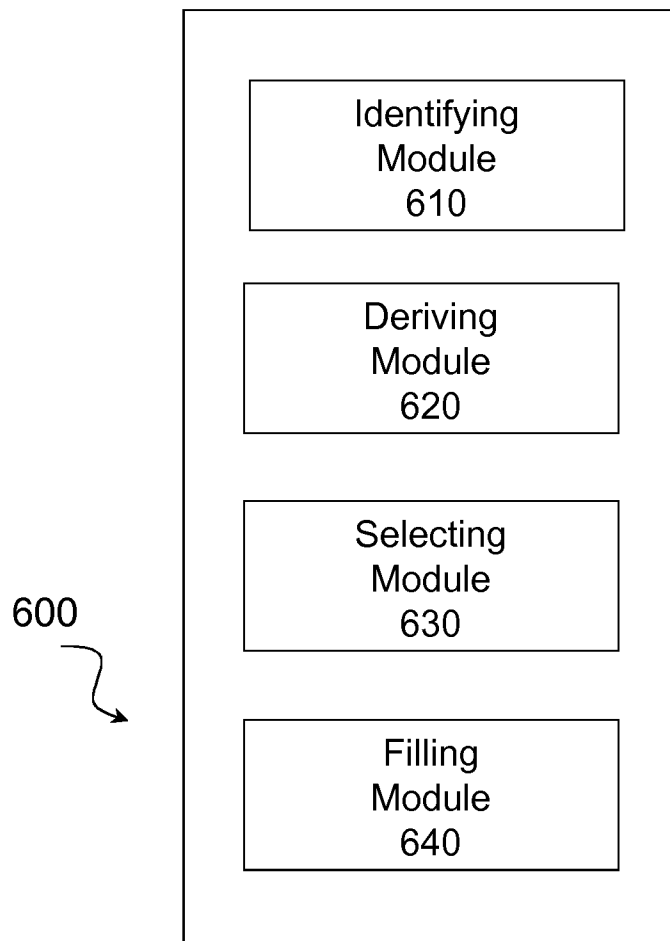 Identifying
Module
610
Deriving
Module
620
Selecting
Module
630
600
Filling
Module
640